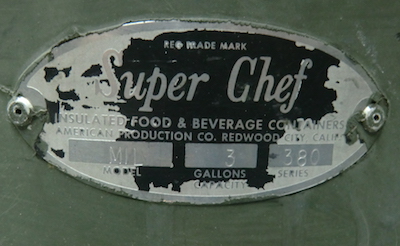 REG TRADE MARK
Super Chef
INSULATED FOOD & BEVERAGE CONTAINERS
AMERICAN PRODUCTION CO. REDWOOD CITY CALIF
3 380
MODEL GALLONS CAPACITY SERIES